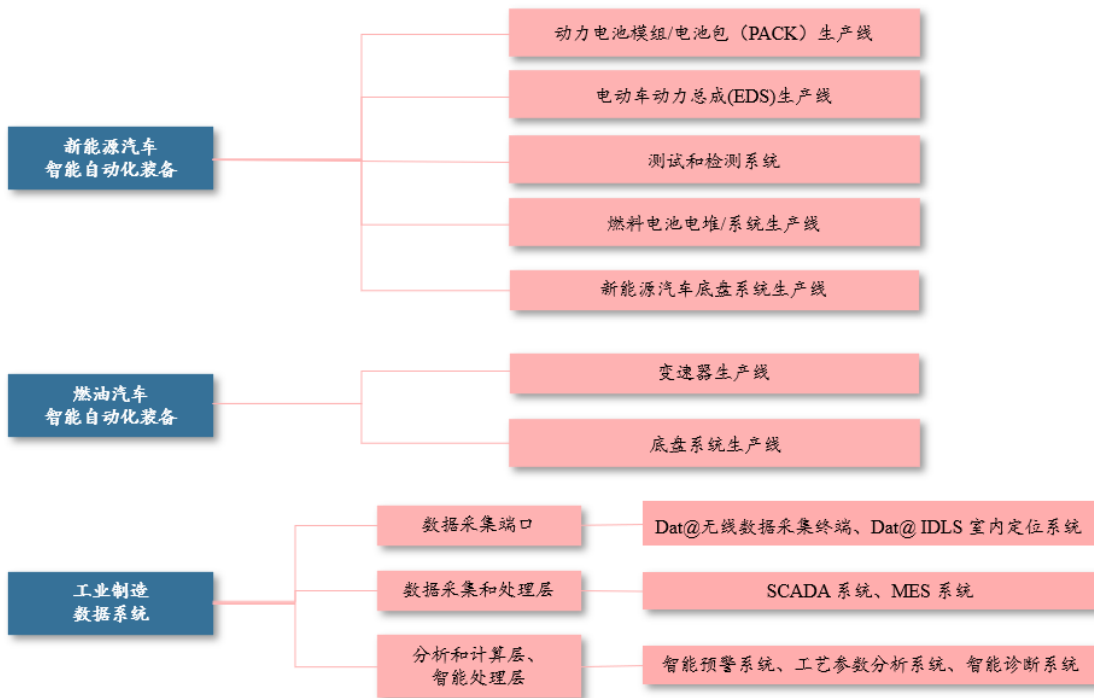 新能源汽车
智能自动化装备
动力电池模组/电池包（PACK）生产线
电动车动力总成(EDS)生产线
测试和检测系统
燃料电池电堆/系统生产线
新能源汽车底盘系统生产线
燃油汽车
智能自动化装备
变速器生产线
底盘系统生产线
工业制造
数据系统
数据采集端口
Dat@无线数据采集终端、Dat@ IDLS 室内定位系统
数据采集和处理层
SCADA 系统、MES 系统
分析和计算层、
智能处理层
智能预警系统、工艺参数分析系统、智能诊断系统